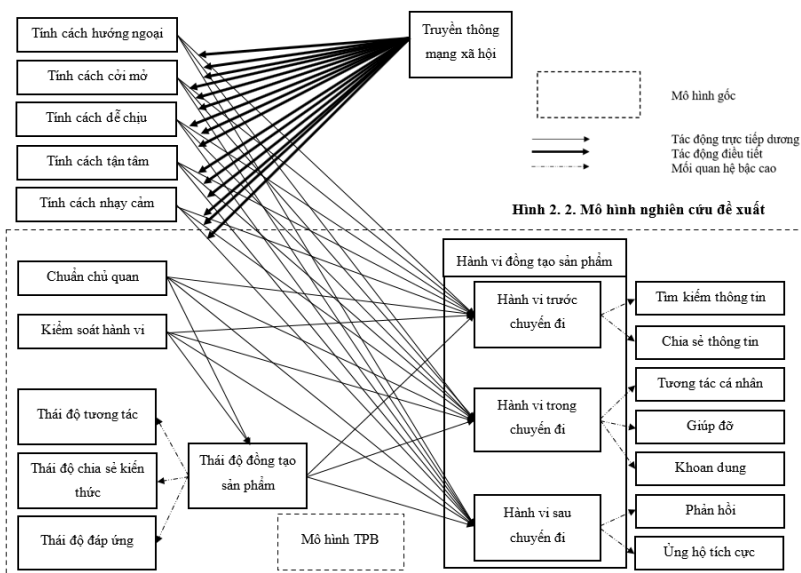 Tính cách hướng ngoại
Tính cách cởi mở
Tính cách dễ chịu
Tính cách tận tâm
Tính cách nhạy cảm
Truyền thông
mạng xã hội
Mô hình gốc
Tác động trực tiếp dương
Tác động điều tiết
Mối quan hệ bậc cao
Hình 2. 2. Mô hình nghiên cứu đề xuất
Chuẩn chủ quan
Kiểm soát hành vi
Thái độ tương tác
Thái độ chia sẻ kiến
thức
Thái độ đáp ứng
Thái độ đồng tạo
sản phẩm
Mô hình TPB
Hành vi đồng tạo sản phẩm
Hành vi trước
chuyến đi
Hành vi trong
chuyến đi
Hành vi sau
chuyến đi
Tìm kiếm thông tin
Chia sẻ thông tin
Tương tác cá nhân
Giúp đỡ
Khoan dung
Phản hồi
Ủng hộ tích cực